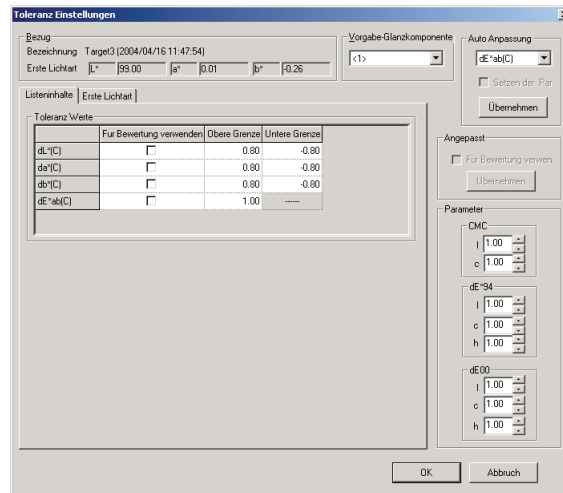 Toleranz Einstellungen
Bezug
Bezeichnung Target3 (2004/04/16 11:47:54)
Erste Lichtart L* 99.00 a* 0.01 b* -0.26
Vorgabe-Glanzkomponente
<1>
Auto Anpassung
dE*ab(C)
Setzen der Par
Übernehmen
Listeninhalte Erste Lichtart
Toleranz Werte
Fur Bewertung verwenden Obere Grenze Untere Grenze
dL*(C) 0.80 -0.80
da*(C) 0.80 -0.80
db*(C) 0.80 -0.80
dE*ab(C) 1.00 ------
Angepasst
Für Bewertung verwen
Übernehmen
Parameter
CMC
l 1.00
c 1.00
dE*94
l 1.00
c 1.00
h 1.00
dE00
l 1.00
c 1.00
h 1.00
OK Abbruch